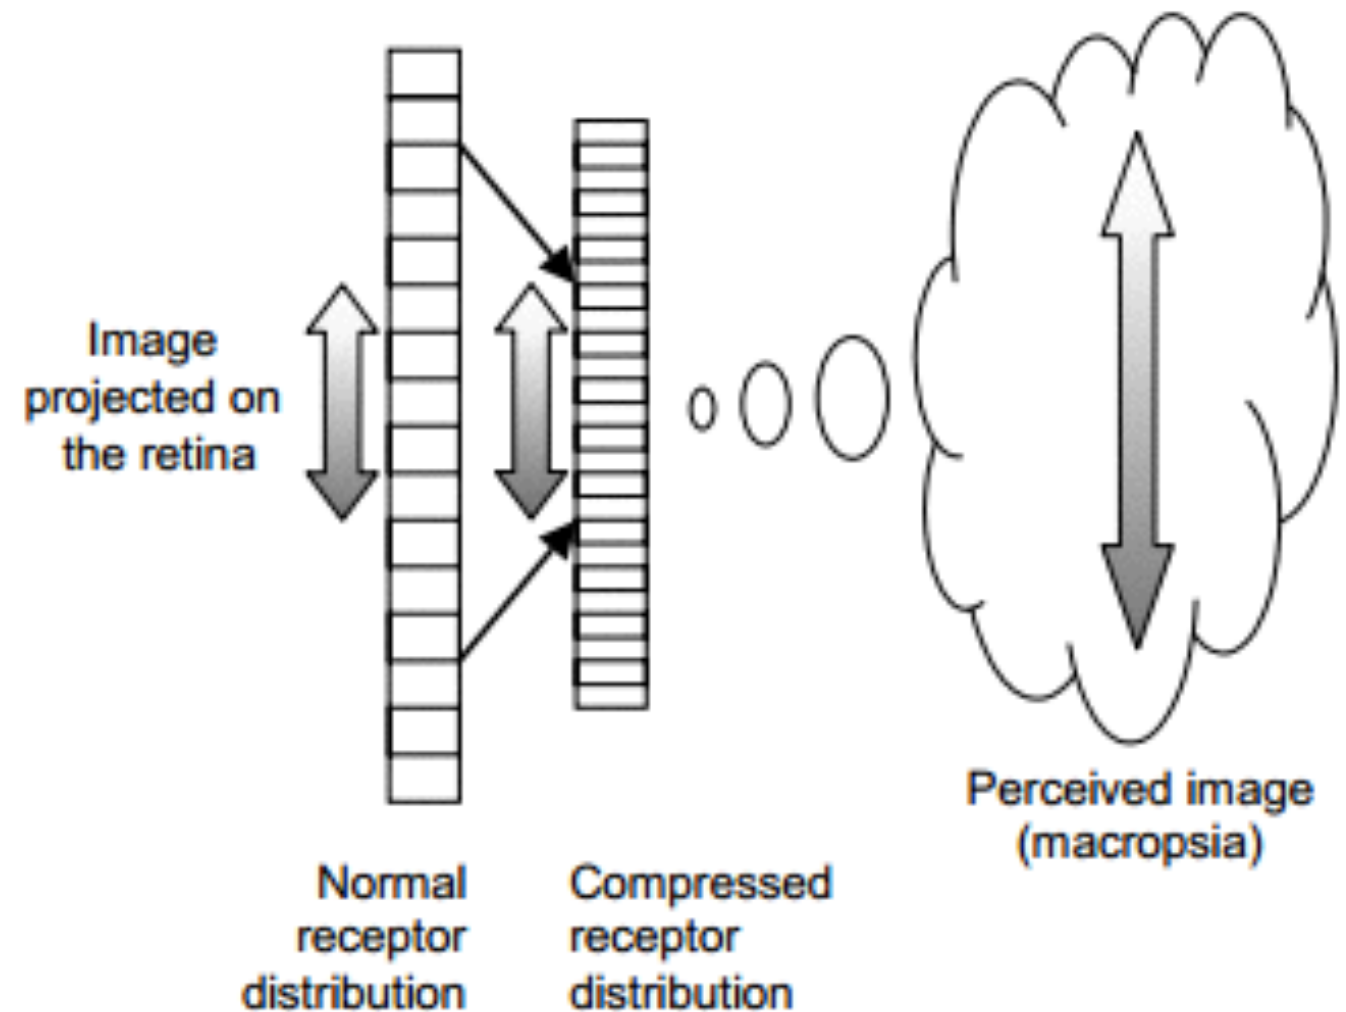 Image
projected on
the retina
Normal
receptor
distribution
Compressed
receptor
distribution
Perceived image
(macropsia)